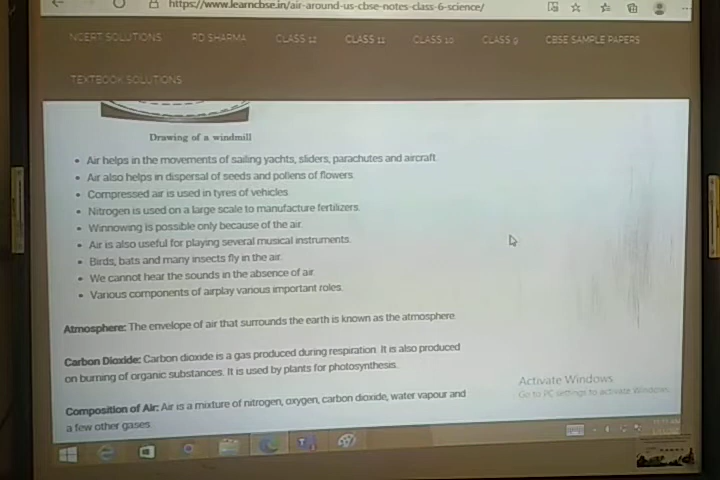 https://www.learncbse.in/air-around-us-cbse-notes-class-6-science/
NCERT SOLUTIONS RD SHARMA CLASS 12 CLASS 11 CLASS 10 CLASS 9 CBSE SAMPLE PAPERS
TEXTBOOK SOLUTIONS
Drawing of a windmill
• Air helps in the movements of sailing yachts, sliders, parachutes and aircraft.
• Air also helps in dispersal of seeds and pollens of flowers.
• Compressed air is used in tyres of vehicles.
• Nitrogen is used on a large scale to manufacture fertilizers.
• Winnowing is possible only because of the air.
• Air is also useful for playing several musical instruments.
• Birds, bats and many insects fly in the air.
• We cannot hear the sounds in the absence of air.
• Various components of airplay various important roles.
Atmosphere: The envelope of air that surrounds the earth is known as the atmosphere.
Carbon Dioxide: Carbon dioxide is a gas produced during respiration. It is also produced
on burning of organic substances. It is used by plants for photosynthesis.
Composition of Air: Air is a mixture of nitrogen, oxygen, carbon dioxide, water vapour and
a few other gases.
Activate Windows
Go to PC settings to activate Windows.